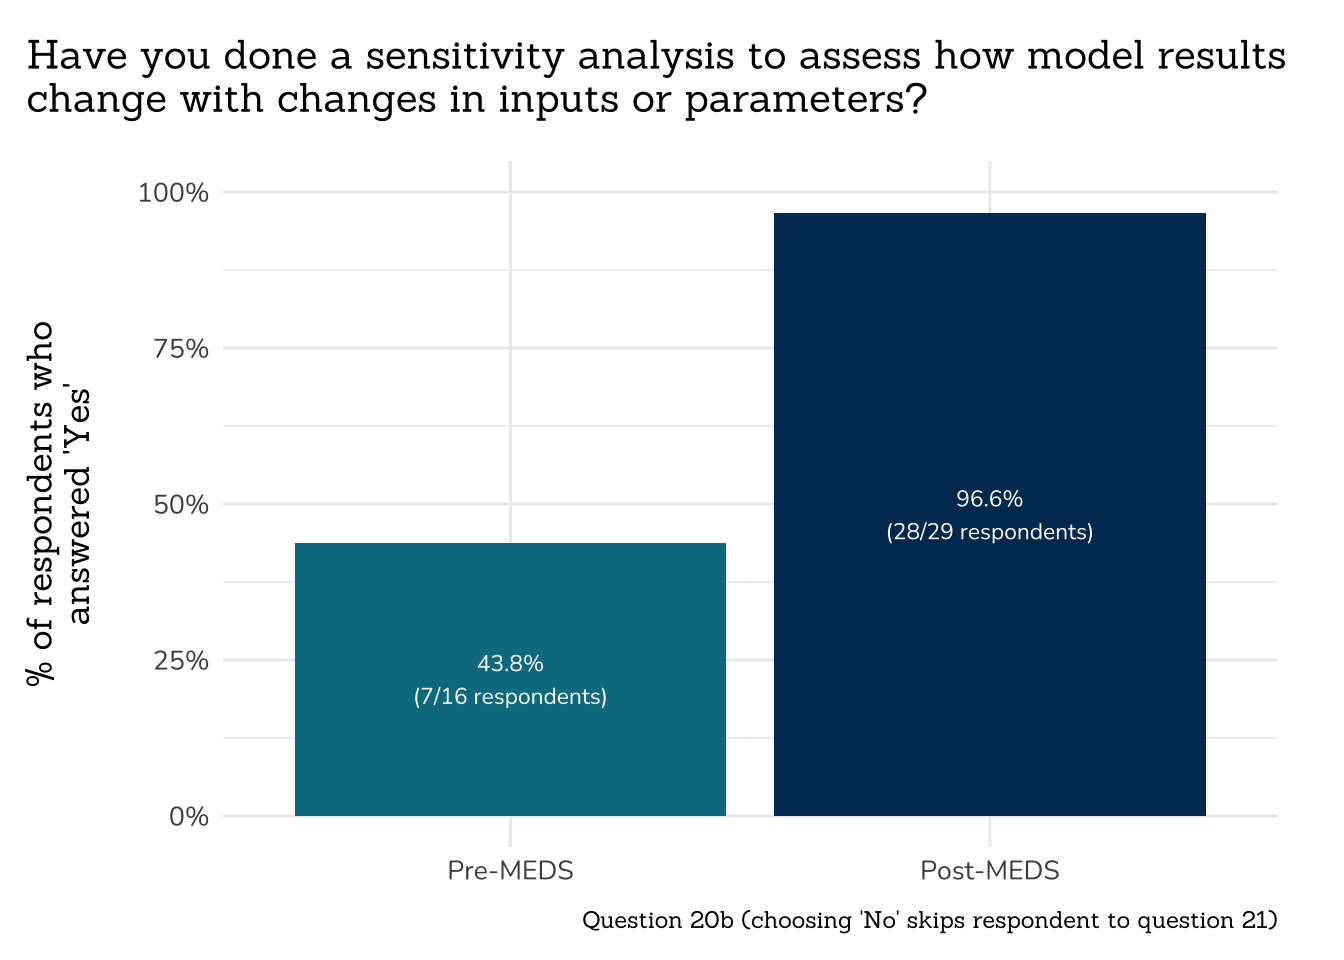 Have you done a sensitivity analysis to assess how model results
change with changes in inputs or parameters?
% of respondents who
answered 'Yes'
100%
75%
50%
25%
0%
43.8%
(7/16 respondents)
96.6%
(28/29 respondents)
Pre-MEDS
Post-MEDS
Question 20b (choosing 'No' skips respondent to question 21)